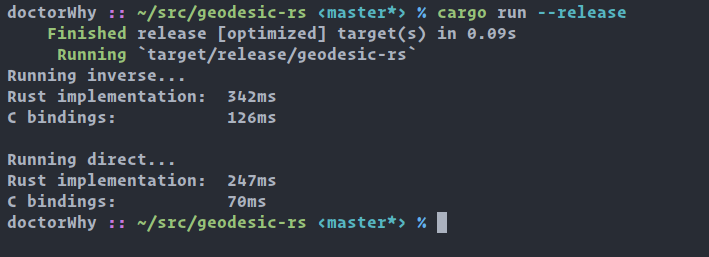 doctorWhy :: ~/src/geodesic-rs ‹master*› % cargo run --release
    Finished release [optimized] target(s) in 0.09s
     Running `target/release/geodesic-rs`
Running inverse...
Rust implementation:  342ms
C bindings:           126ms

Running direct...
Rust implementation:  247ms
C bindings:           70ms
doctorWhy :: ~/src/geodesic-rs ‹master*› %